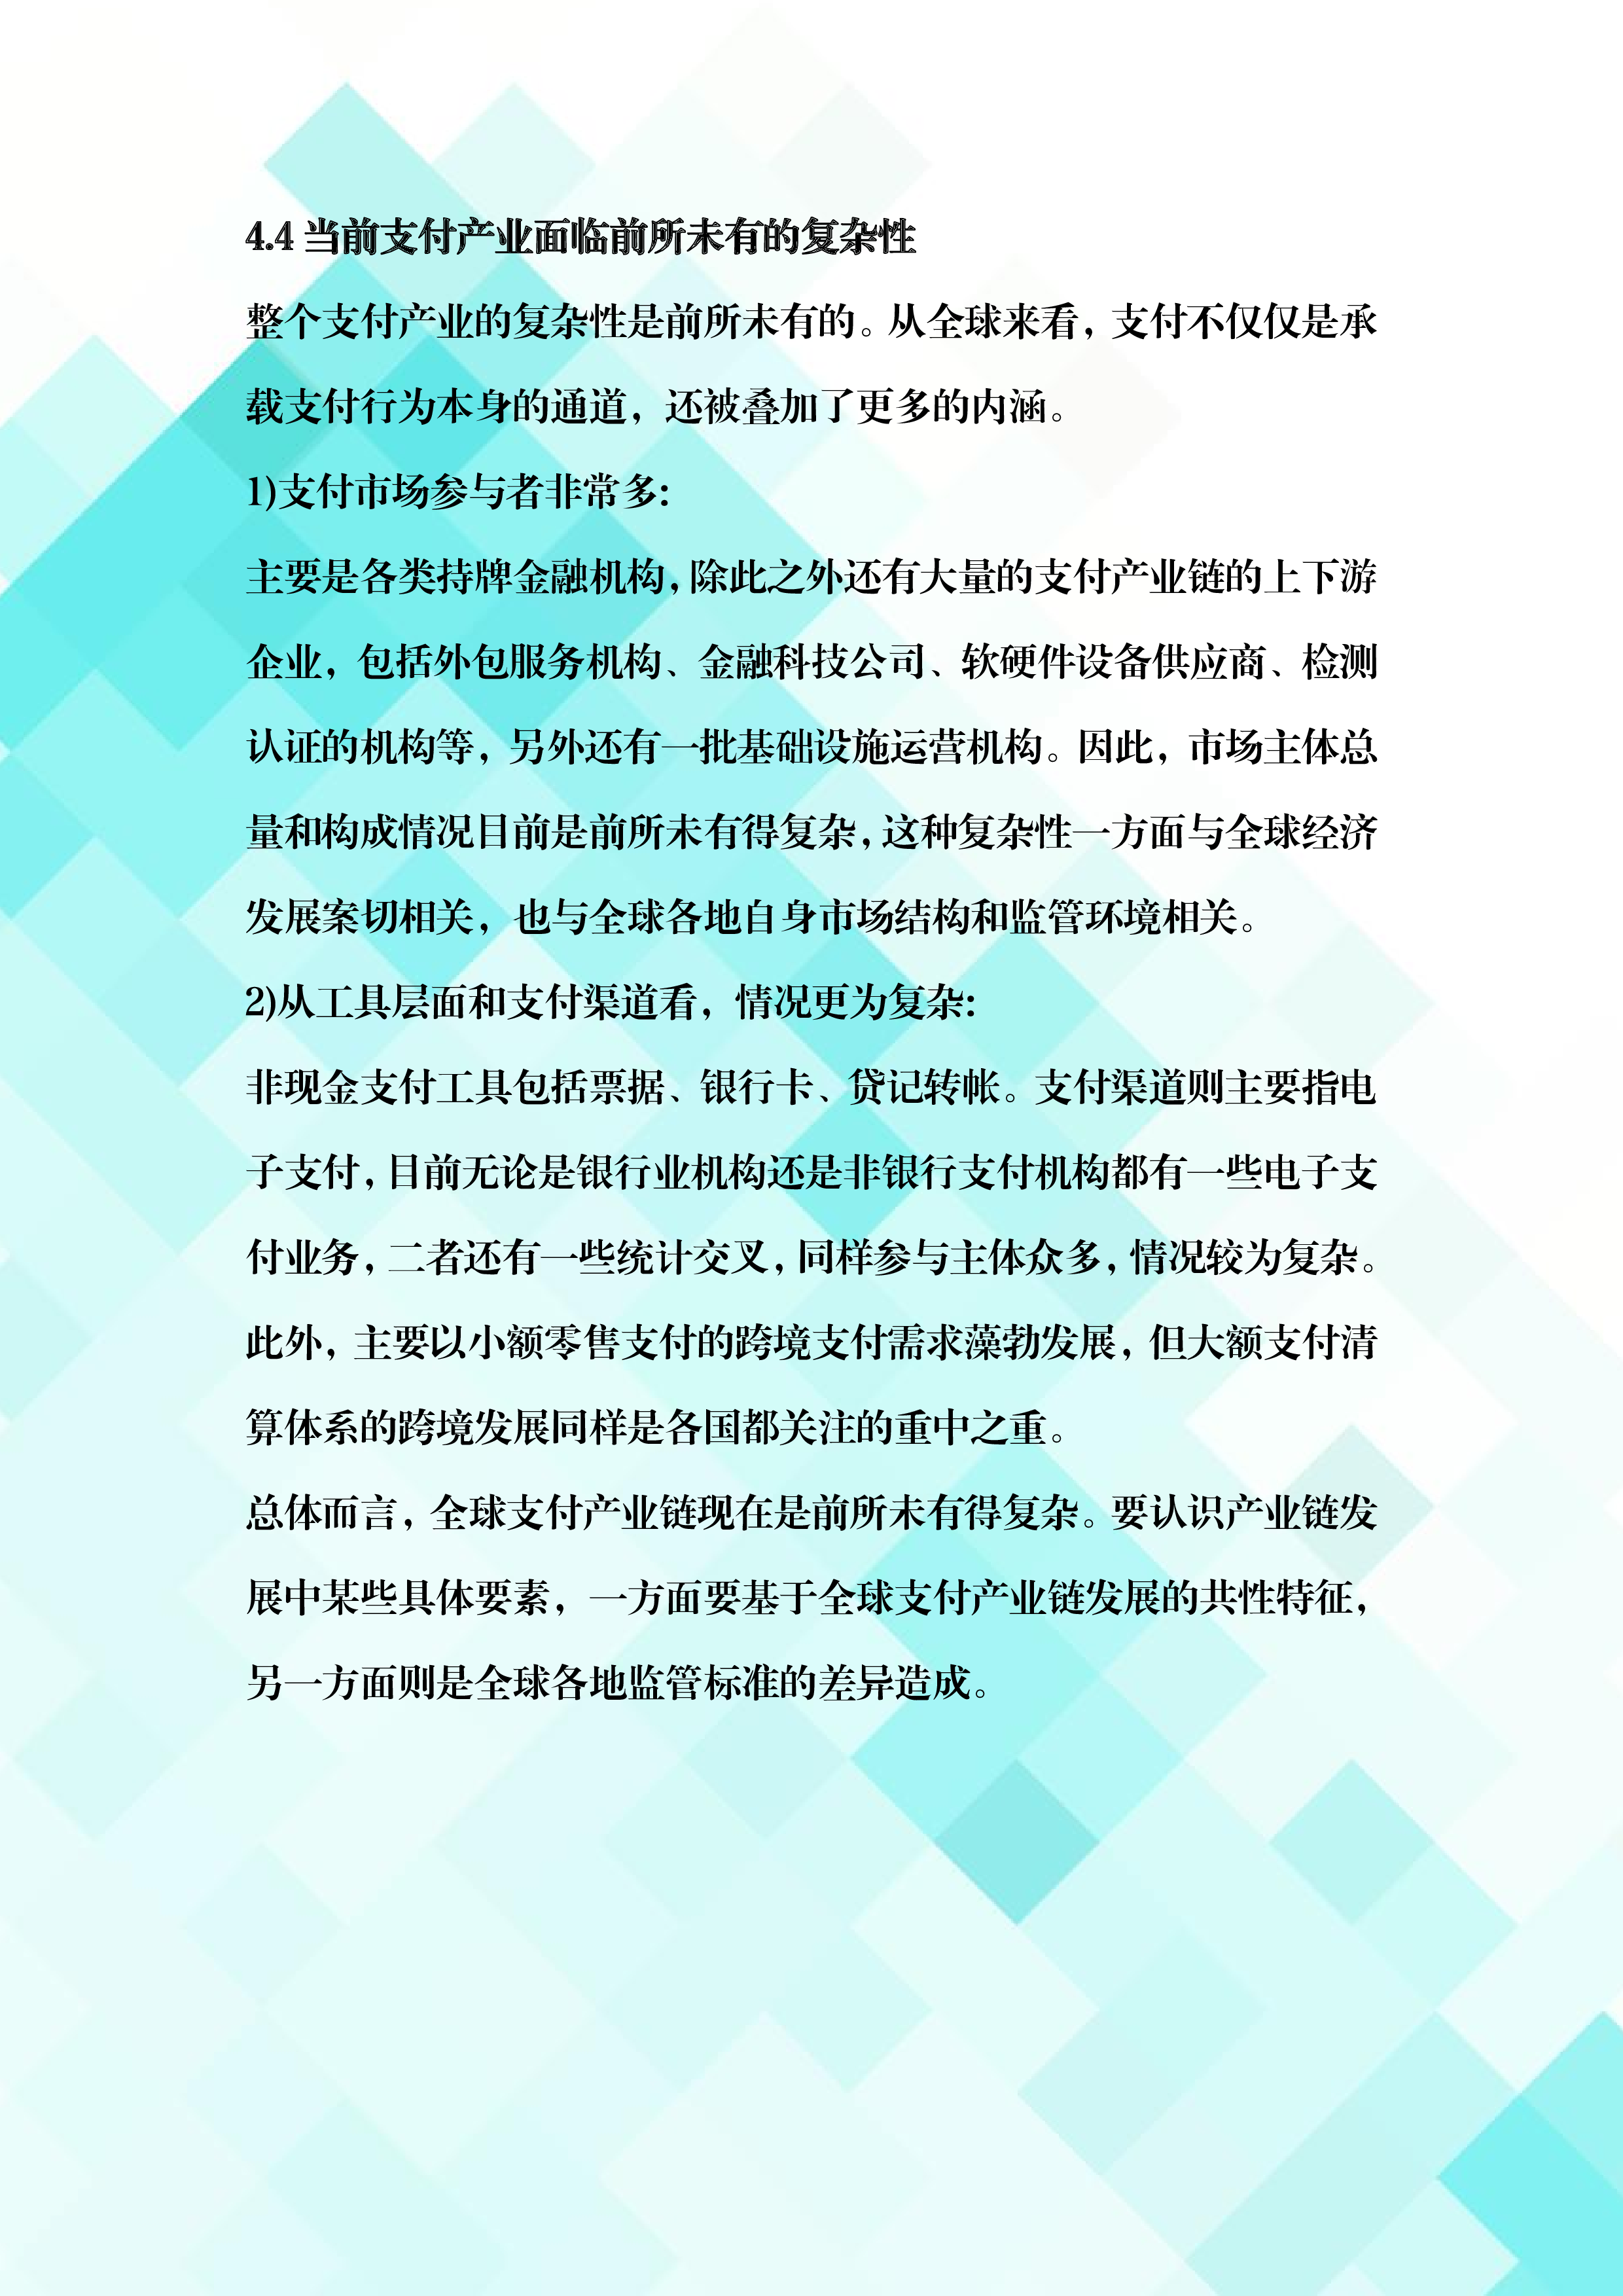 4.4 当前支付产业面临前所未有的复杂性
整个支付产业的复杂性是前所未有的。从全球来看，支付不仅仅是承
载支付行为本身的通道，还被叠加了更多的内涵。
1)支付市场参与者非常多:
主要是各类持牌金融机构，除此之外还有大量的支付产业链的上下游
企业，包括外包服务机构、金融科技公司、软硬件设备供应商、检测
认证的机构等，另外还有一批基础设施运营机构。因此，市场主体总
量和构成情况目前是前所未有得复杂，这种复杂性一方面与全球经济
发展案切相关，也与全球各地自身市场结构和监管环境相关。
2)从工具层面和支付渠道看，情况更为复杂:
非现金支付工具包括票据、银行卡、贷记转帐。支付渠道则主要指电
子支付，目前无论是银行业机构还是非银行支付机构都有一些电子支
付业务，二者还有一些统计交叉，同样参与主体众多，情况较为复杂。
此外，主要以小额零售支付的跨境支付需求藻勃发展，但大额支付清
算体系的跨境发展同样是各国都关注的重中之重。
总体而言，全球支付产业链现在是前所未有得复杂。要认识产业链发
展中某些具体要素，一方面要基于全球支付产业链发展的共性特征，
另一方面则是全球各地监管标准的差异造成。